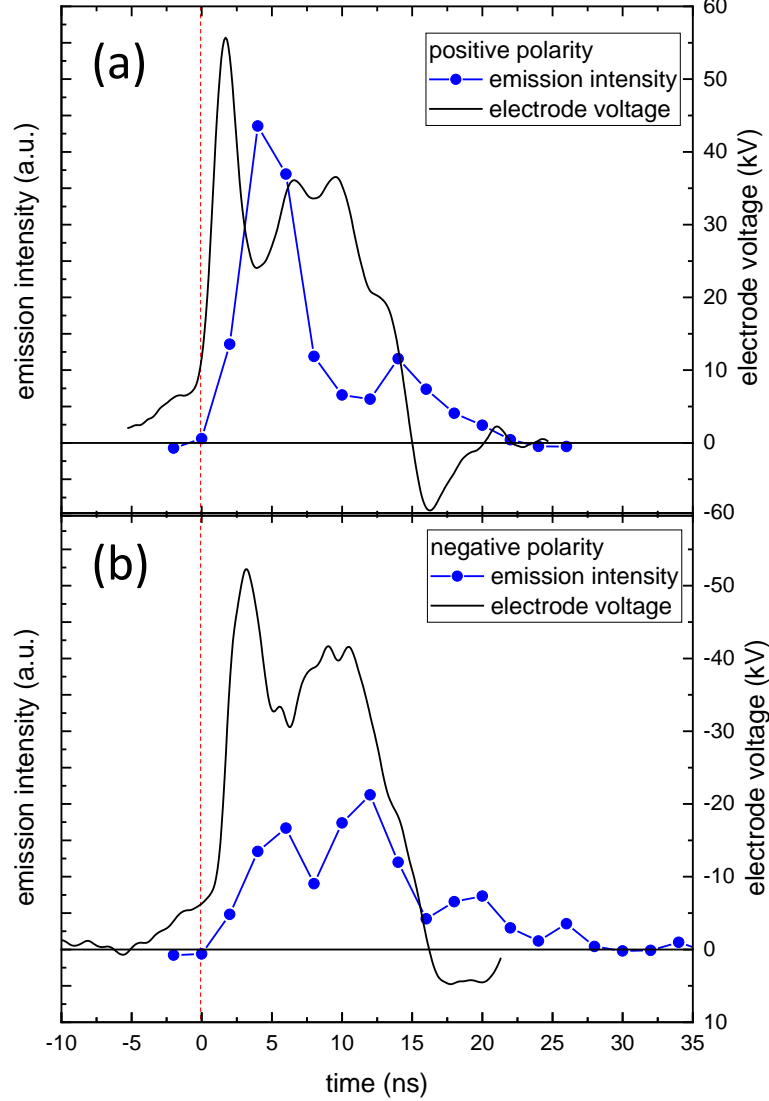 (a)
positive polarity
emission intensity
electrode voltage
emission intensity (a.u.)
electrode voltage (kV)
60
50
40
30
20
10
0
-60
(b)
negative polarity
emission intensity
electrode voltage
emission intensity (a.u.)
electrode voltage (kV)
-50
-40
-30
-20
-10
0
10
-10 -5 0 5 10 15 20 25 30 35
time (ns)